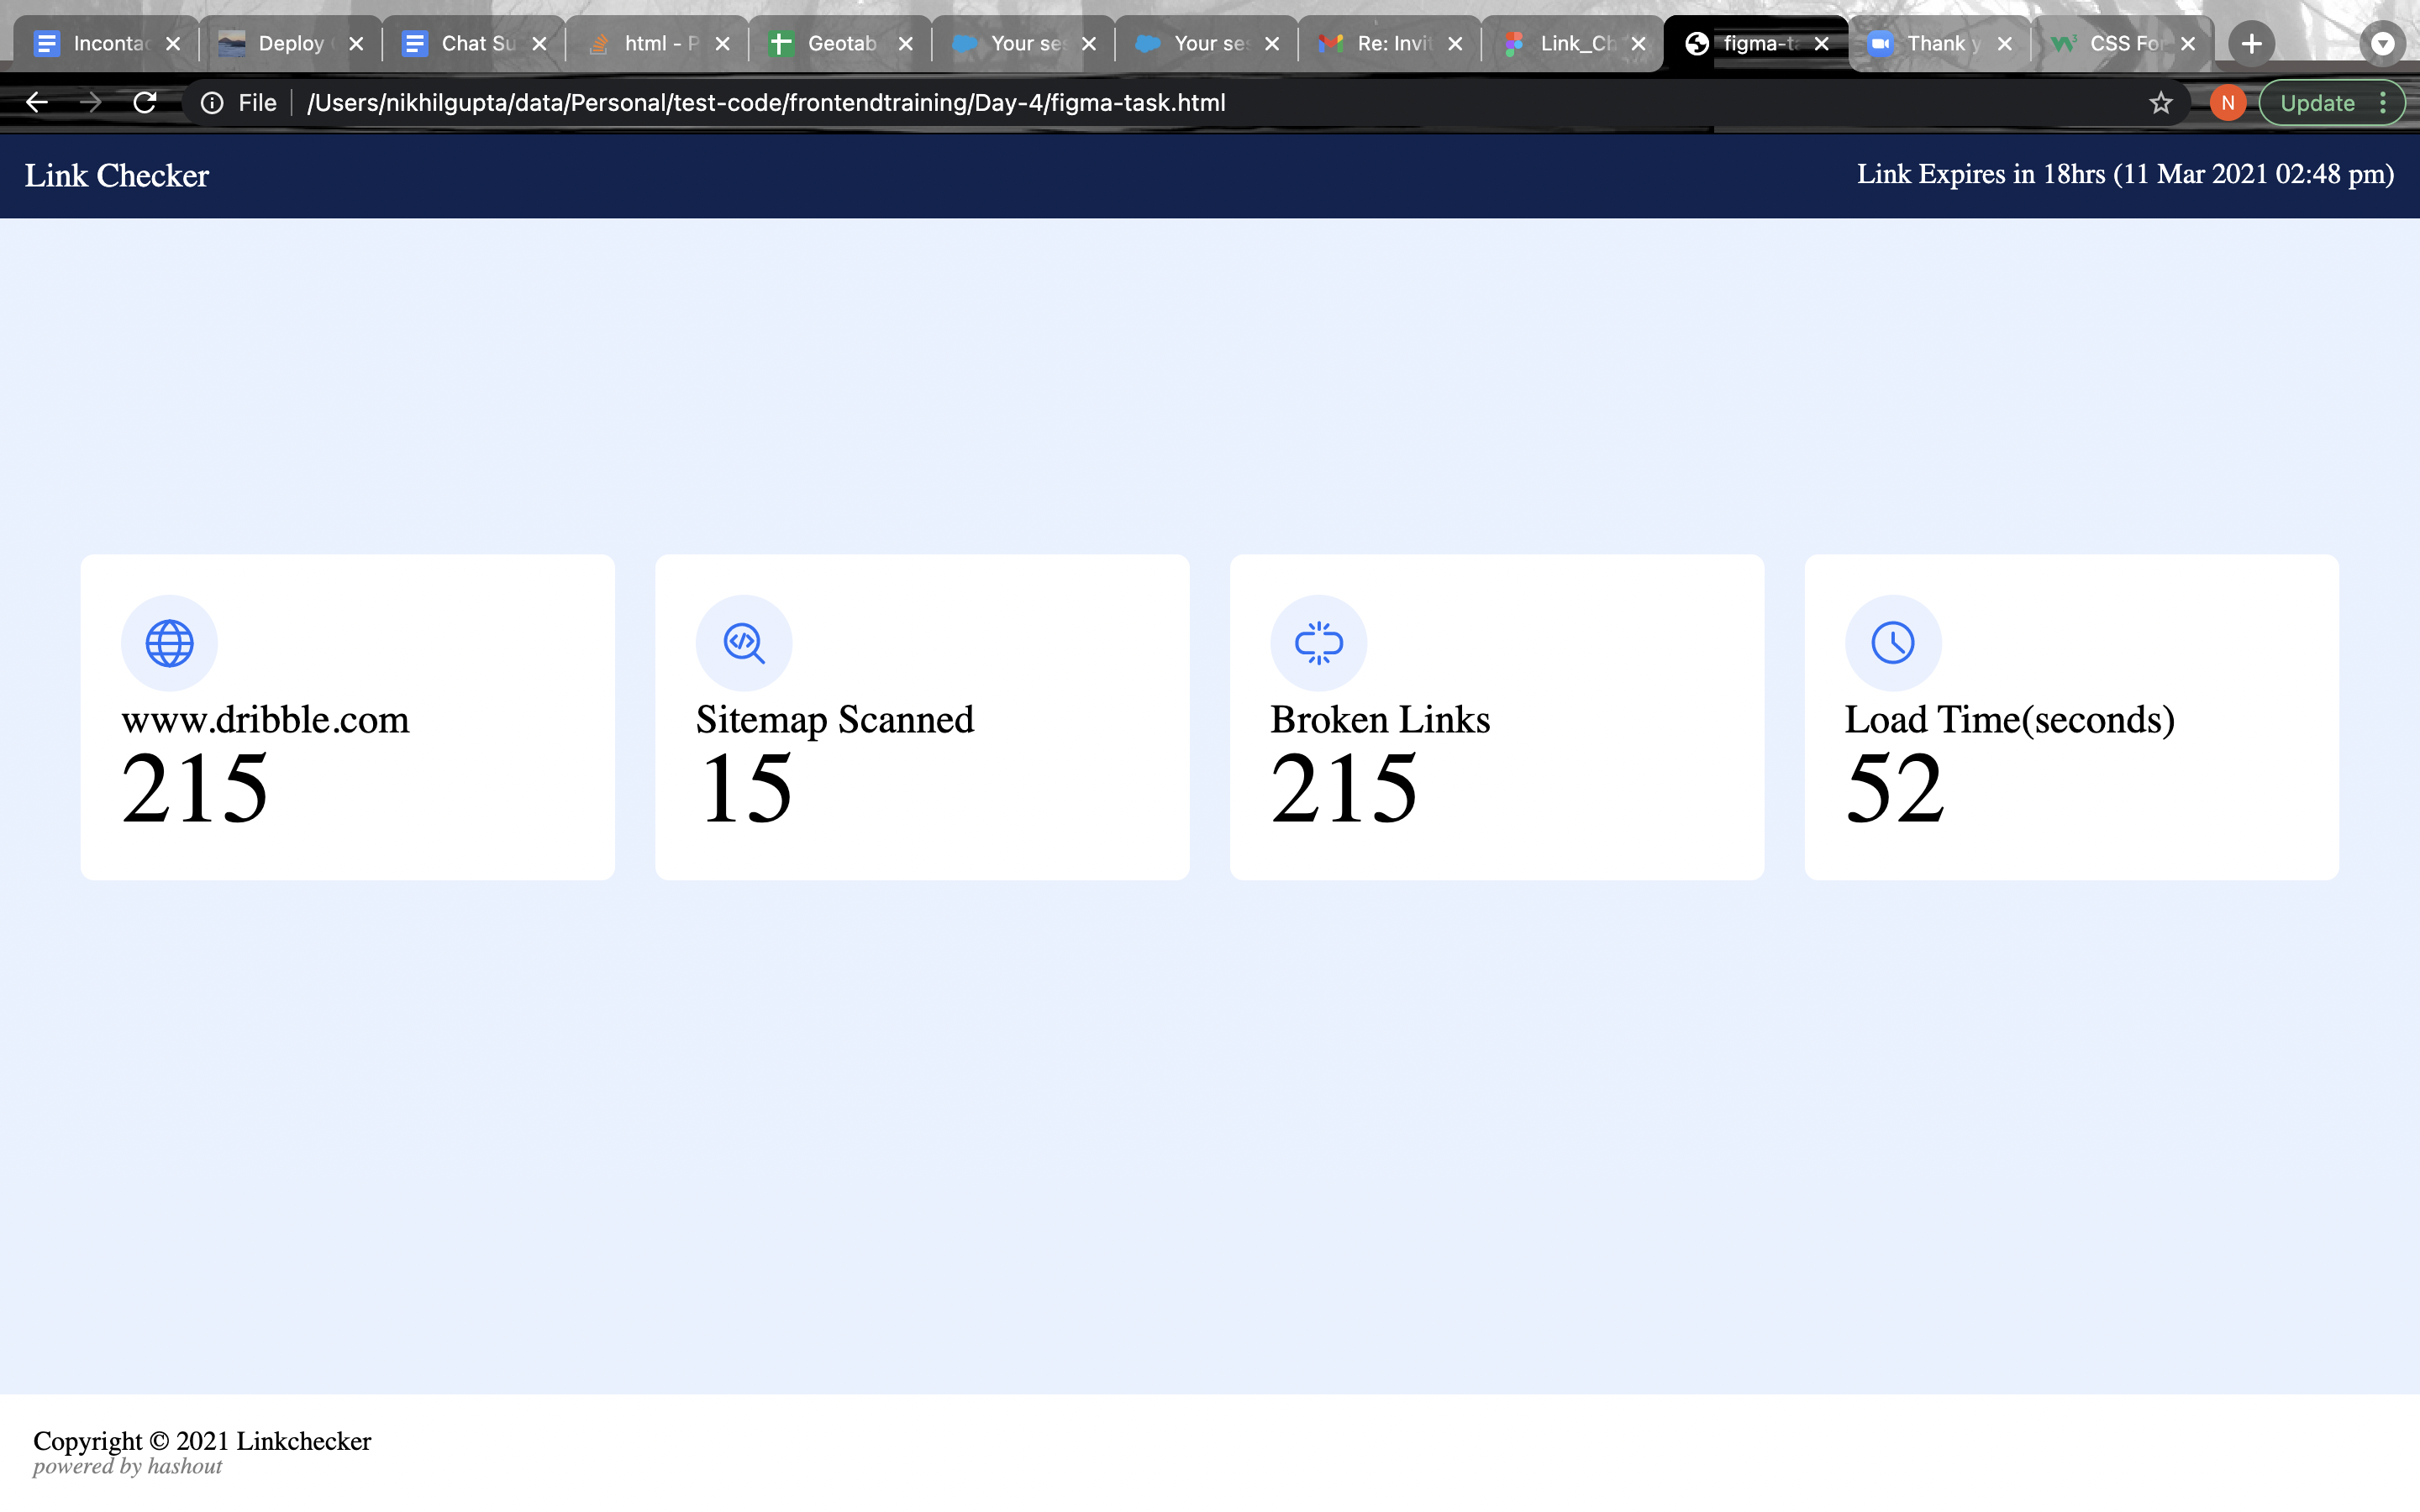 Inconta Deploy Chat Su html - P Geotab Your se Your se Re: Invi Link_Ch figma-ta Thank y CSS For
File /Users/nikhilgupta/data/Personal/test-code/frontendtraining/Day-4/figma-task.html N Update
Link Checker Link Expires in 18hrs (11 Mar 2021 02:48 pm)
www.dribble.com Sitemap Scanned Broken Links Load Time(seconds)
215 15 215 52
Copyright © 2021 Linkchecker
powered by hashout